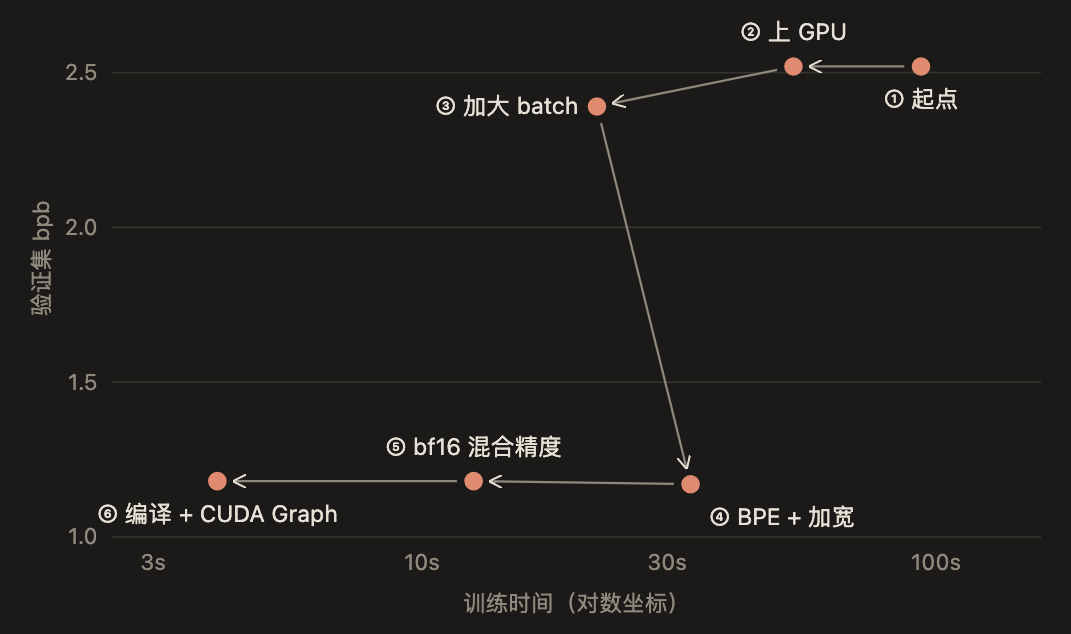 ② 上 GPU
2.5
① 起点
③ 加大 batch
2.0
验证集 bpb
1.5
⑤ bf16 混合精度
⑥ 编译 + CUDA Graph
④ BPE + 加宽
1.0
3s
10s
30s
100s
训练时间（对数坐标）